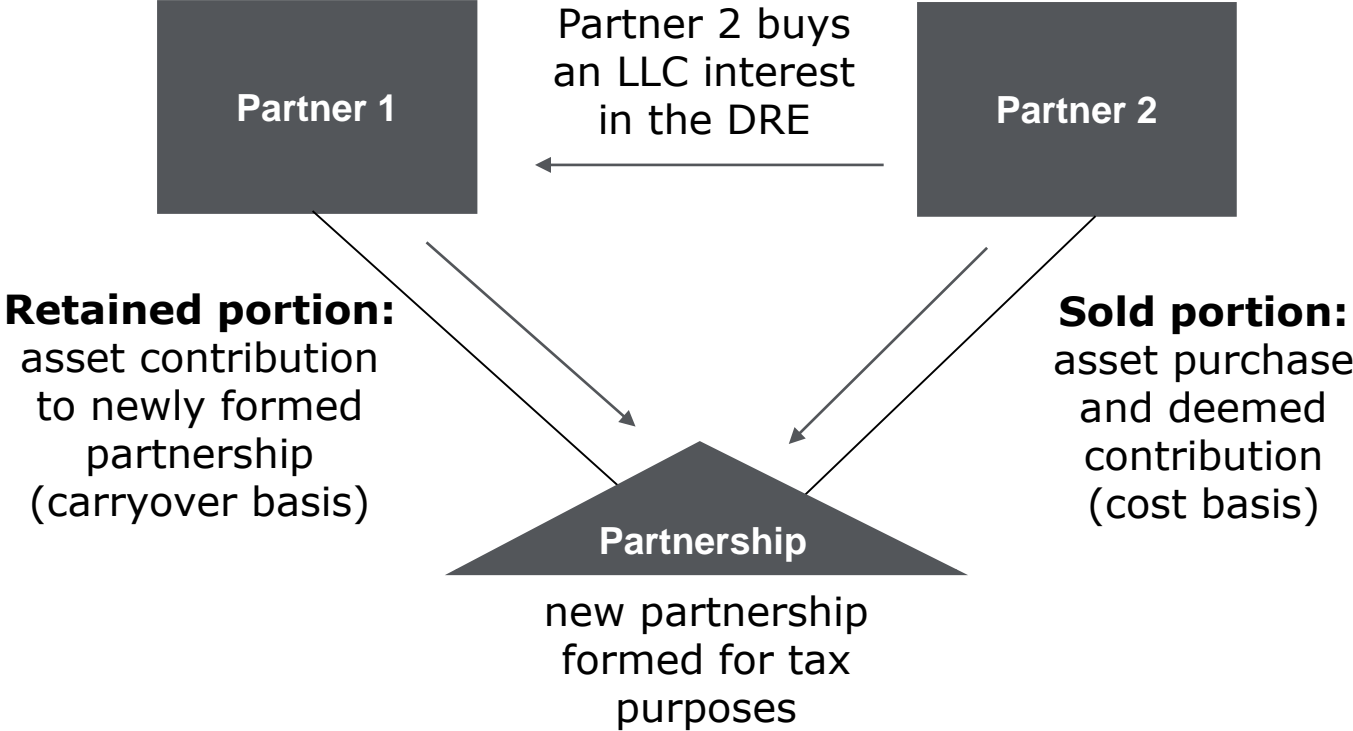 Partner 2 buys
an LLC interest
in the DRE
Partner 1
Partner 2
Retained portion:
asset contribution
to newly formed
partnership
(carryover basis)
Sold portion:
asset purchase
and deemed
contribution
(cost basis)
Partnership
new partnership
formed for tax
purposes